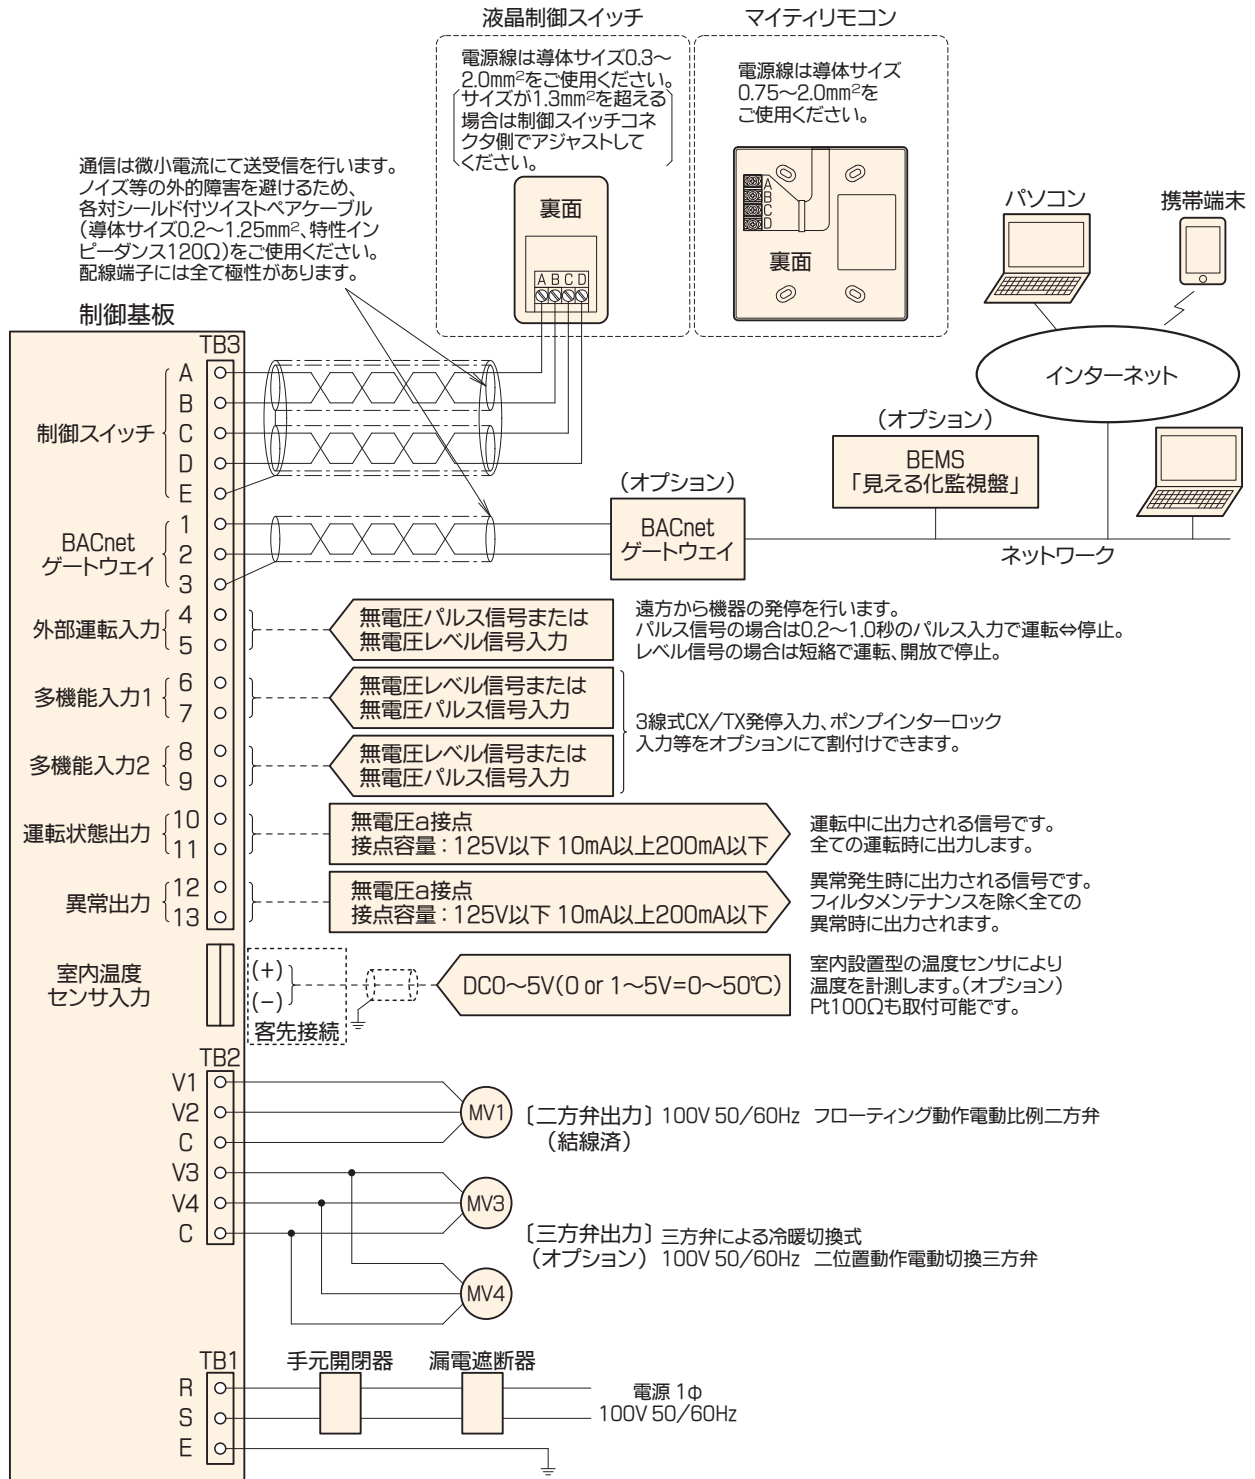 液晶制御スイッチ
電源線は導体サイズ0.3～
2.0mm²をご使用ください。
サイズが1.3mm²を超える
場合は制御スイッチコネ
クタ側でアジャストして
ください。
裏面
A B C D
マイティリモコン
電源線は導体サイズ
0.75～2.0mm²を
ご使用ください。
A
B
C
D
裏面
通信は微小電流にて送受信を行います。
ノイズ等の外的障害を避けるため、
各対シールド付ツイストペアケーブル
(導体サイズ0.2～1.25mm²、特性イン
ピーダンス120Ω)をご使用ください。
配線端子には全て極性があります。
パソコン
携帯端末
インターネット
(オプション)
BEMS
「見える化監視盤」
(オプション)
BACnet
ゲートウェイ
ネットワーク
制御基板
TB3
制御スイッチ
A
B
C
D
E
BACnet
ゲートウェイ
1
2
3
外部運転入力
4
5
無電圧パルス信号または
無電圧レベル信号入力
遠方から機器の発停を行います。
パルス信号の場合は0.2～1.0秒のパルス入力で運転⇔停止。
レベル信号の場合は短絡で運転、開放で停止。
多機能入力1
6
7
無電圧レベル信号または
無電圧パルス信号入力
多機能入力2
8
9
無電圧レベル信号または
無電圧パルス信号入力
3線式CX/TX発停入力、ポンプインターロック
入力等をオプションにて割付けできます。
運転状態出力
10
11
無電圧a接点
接点容量：125V以下 10mA以上200mA以下
運転中に出力される信号です。
全ての運転時に出力します。
異常出力
12
13
無電圧a接点
接点容量：125V以下 10mA以上200mA以下
異常発生時に出力される信号です。
フィルタメンテナンスを除く全ての
異常時に出力されます。
室内温度
センサ入力
(+)
(−)
客先接続
DC0～5V(0 or 1～5V=0～50℃)
室内設置型の温度センサにより
温度を計測します。(オプション)
Pt100Ωも取付可能です。
TB2
V1
V2
C
V3
V4
C
MV1
〔二方弁出力〕 100V 50/60Hz フローティング動作電動比例二方弁
(結線済)
MV3
〔三方弁出力〕 三方弁による冷暖切換式
(オプション) 100V 50/60Hz 二位置動作電動切換三方弁
MV4
TB1
R
S
E
手元開閉器
漏電遮断器
電源 1φ
100V 50/60Hz